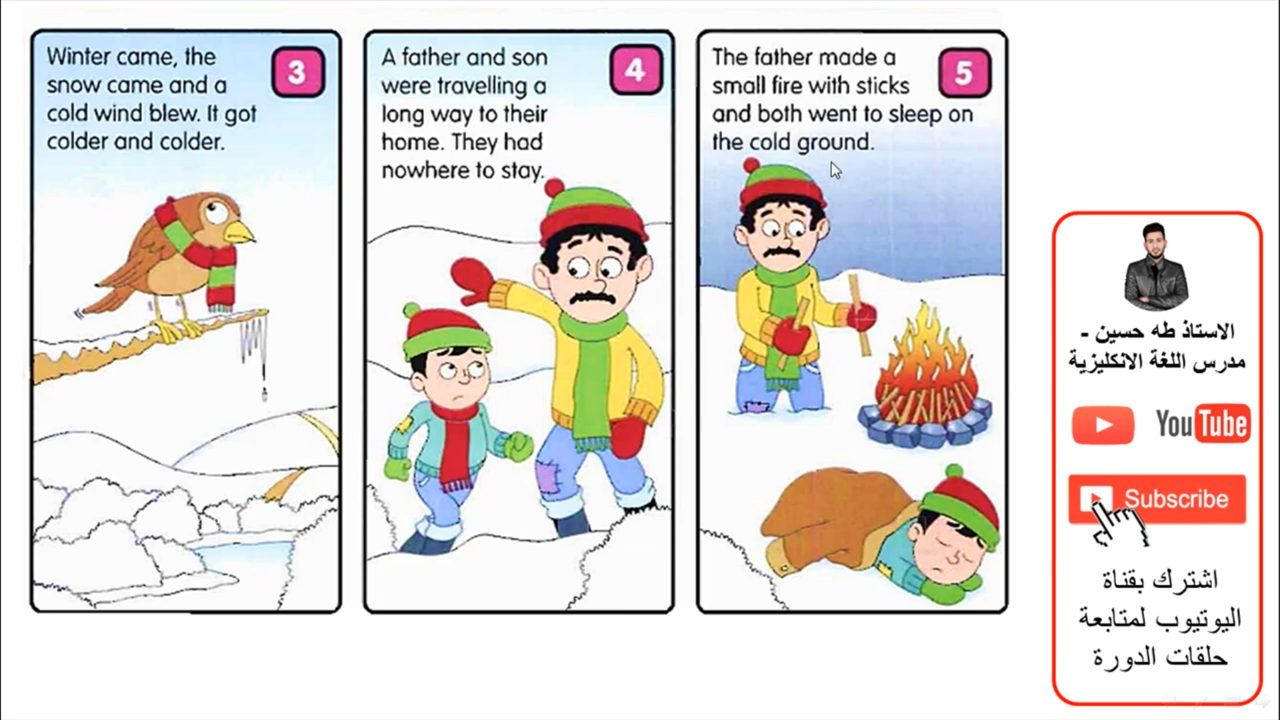 Winter came, the
snow came and a
cold wind blew. It got
colder and colder.
3
A father and son
were travelling a
long way to their
home. They had
nowhere to stay.
4
The father made a
small fire with sticks
and both went to sleep on
the cold ground.
5
الاستاذ طه حسين -
مدرس اللغة الانكليزية
YouTube
Subscribe
اشترك بقناة
اليوتيوب لمتابعة
حلقات الدورة